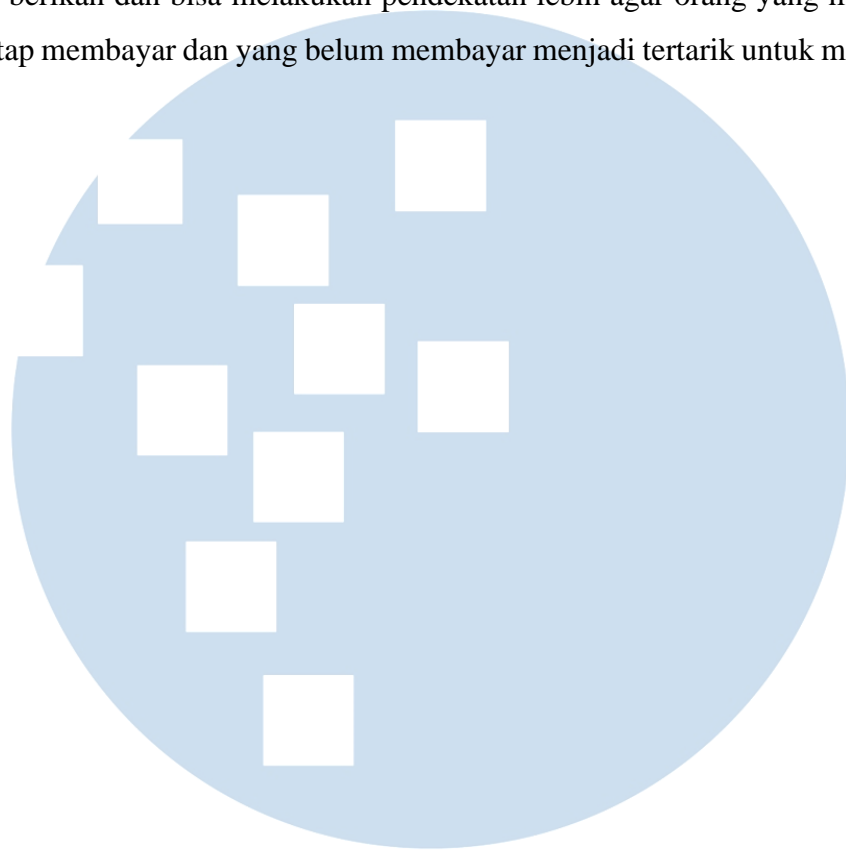 berikan dan bisa melakukan pendekatan lebih agar orang yang
tap membayar dan yang belum membayar menjadi tertarik untuk m